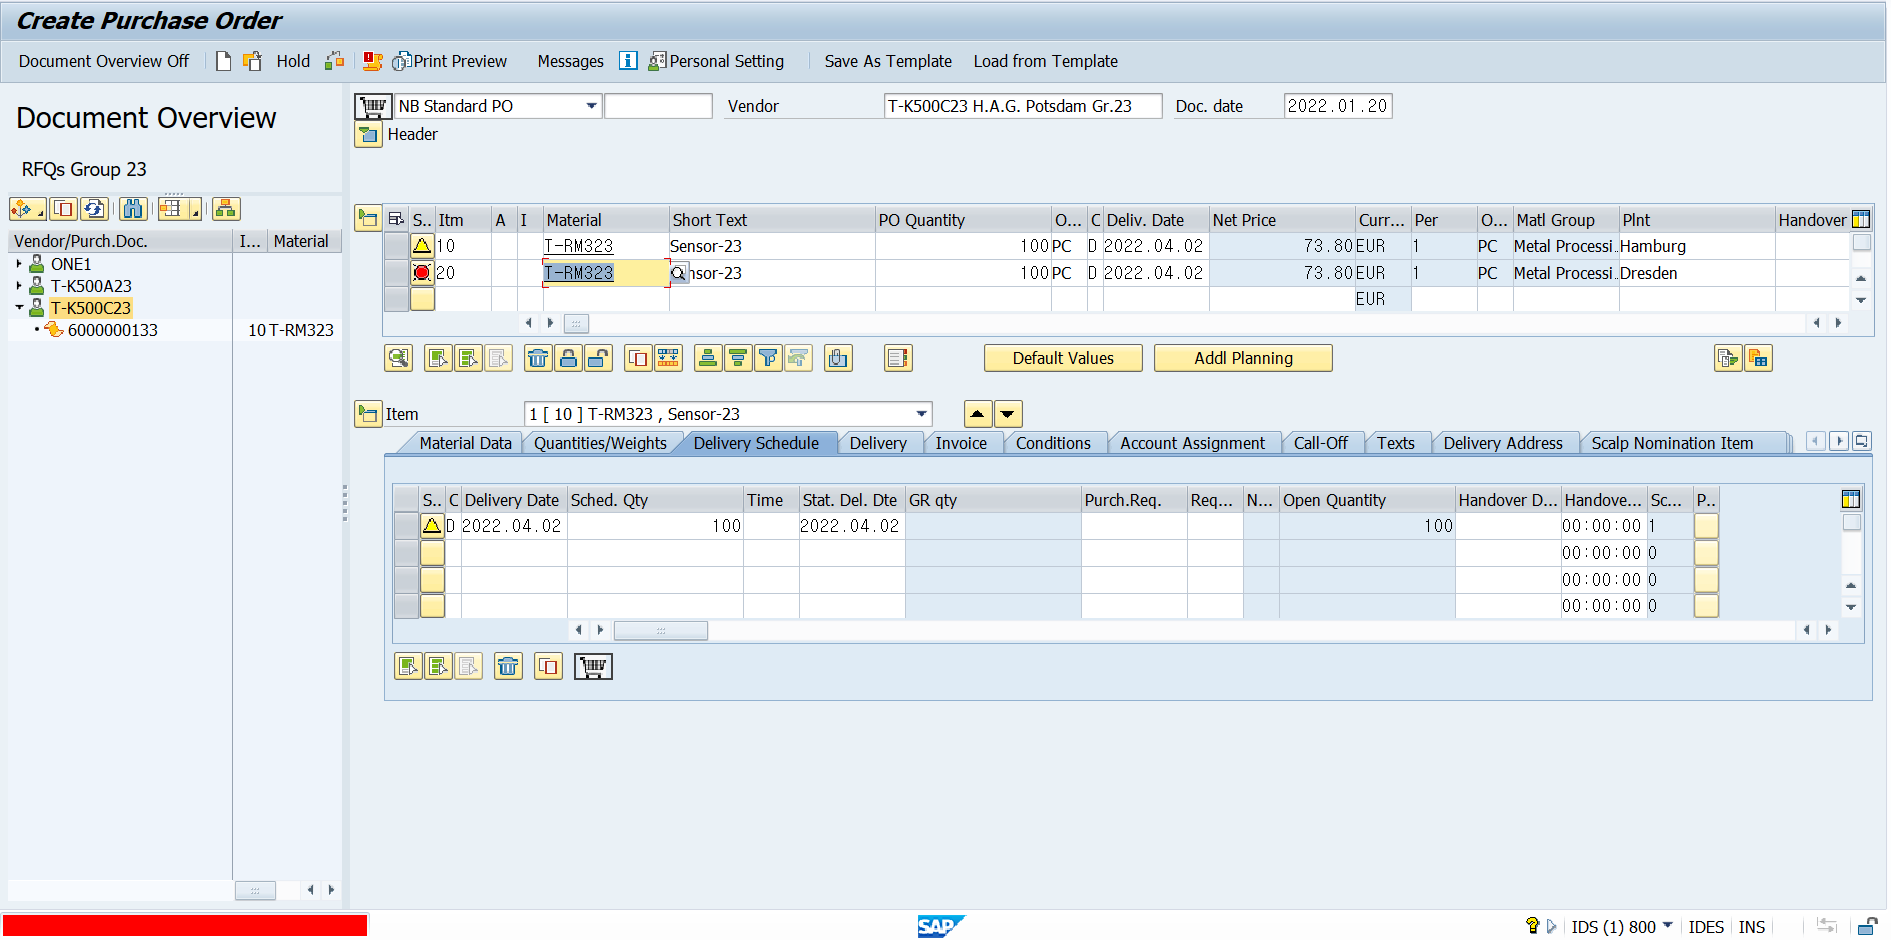 Create Purchase Order
Document Overview Off Hold Print Preview Messages Personal Setting Save As Template Load from Template
Document Overview
RFQs Group 23
Vendor/Purch.Doc. I... Material
ONE1
T-K500A23
T-K500C23
6000000133 10 T-RM323
NB Standard PO Vendor T-K500C23 H.A.G. Potsdam Gr.23 Doc. date 2022.01.20
Header
S.. Itm A I Material Short Text PO Quantity O... C Deliv. Date Net Price Curr... Per O... Matl Group Plnt Handover
10 T-RM323 Sensor-23 100 PC D 2022.04.02 73.80 EUR 1 PC Metal Processi.. Hamburg
20 T-RM323 nsor-23 100 PC D 2022.04.02 73.80 EUR 1 PC Metal Processi.. Dresden
EUR
Default Values Addl Planning
Item 1 [ 10 ] T-RM323 , Sensor-23
Material Data Quantities/Weights Delivery Schedule Delivery Invoice Conditions Account Assignment Call-Off Texts Delivery Address Scalp Nomination Item
S.. C Delivery Date Sched. Qty Time Stat. Del. Dte GR qty Purch.Req. Req... N... Open Quantity Handover D... Handove... Sc... P..
D 2022.04.02 100 2022.04.02 100 00:00:00 1
00:00:00 0
00:00:00 0
00:00:00 0
SAP IDS (1) 800 IDES INS